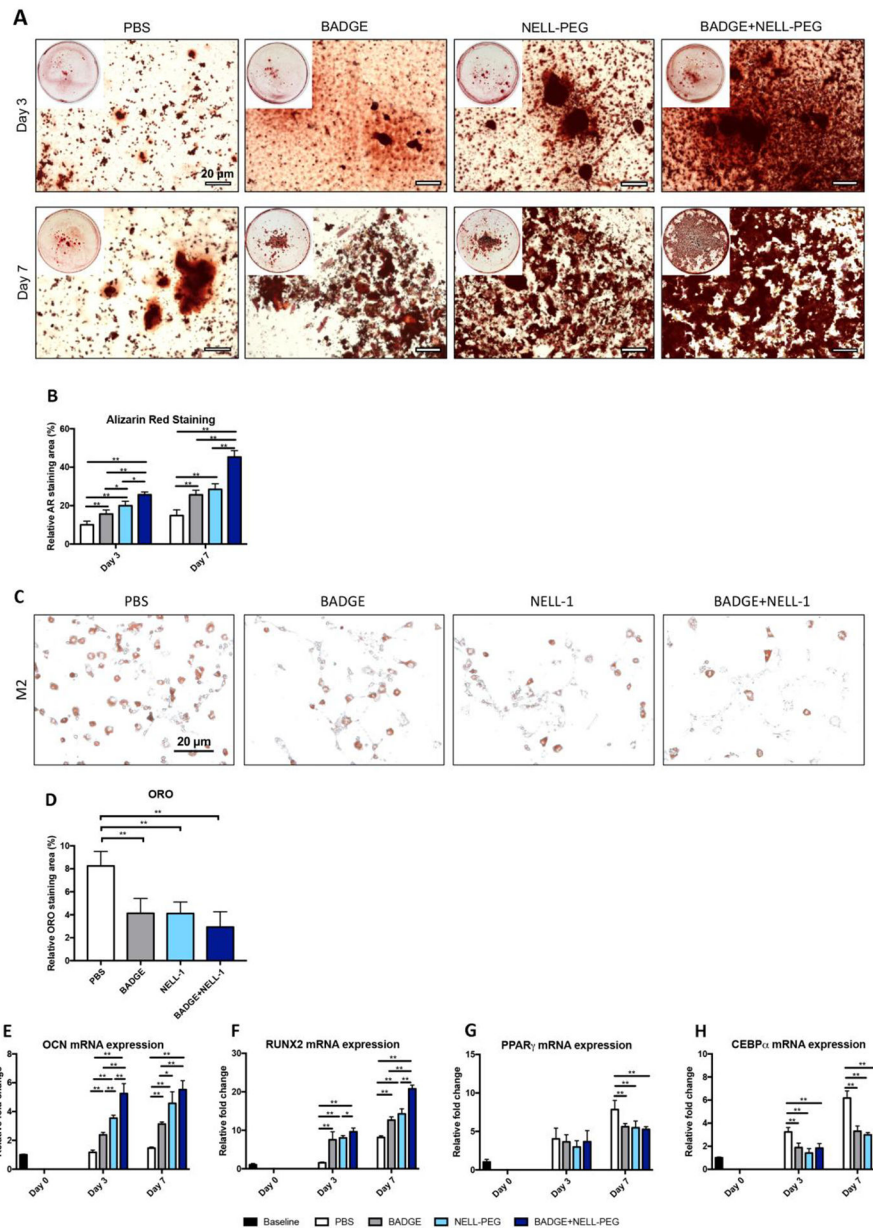 A
PBS BADGE NELL-PEG BADGE+NELL-PEG
Day 3
20 μm
Day 7
B
Alizarin Red Staining
Relative AR staining area (%)
60
40
20
0
** ** ** * ** *
** ** ** ** **
Day 3 Day 7
C
PBS BADGE NELL-1 BADGE+NELL-1
M2
20 μm
D
ORO
Relative ORO staining area (%)
10
8
6
4
2
0
**
**
**
PBS BADGE NELL-1 BADGE+NELL-1
E
OCN mRNA expression
8
6
4
2
0
** ** ** ** ** **
** ** * **
Day 0 Day 3 Day 7
F
RUNX2 mRNA expression
Relative fold change
30
20
10
0
** ** * **
** ** ** ** **
Day 0 Day 3 Day 7
G
PPARγ mRNA expression
Relative fold change
15
10
5
0
**
**
**
Day 0 Day 3 Day 7
H
CEBPα mRNA expression
Relative fold change
8
6
4
2
0
** ** **
** ** **
Day 0 Day 3 Day 7
Baseline PBS BADGE NELL-PEG BADGE+NELL-PEG